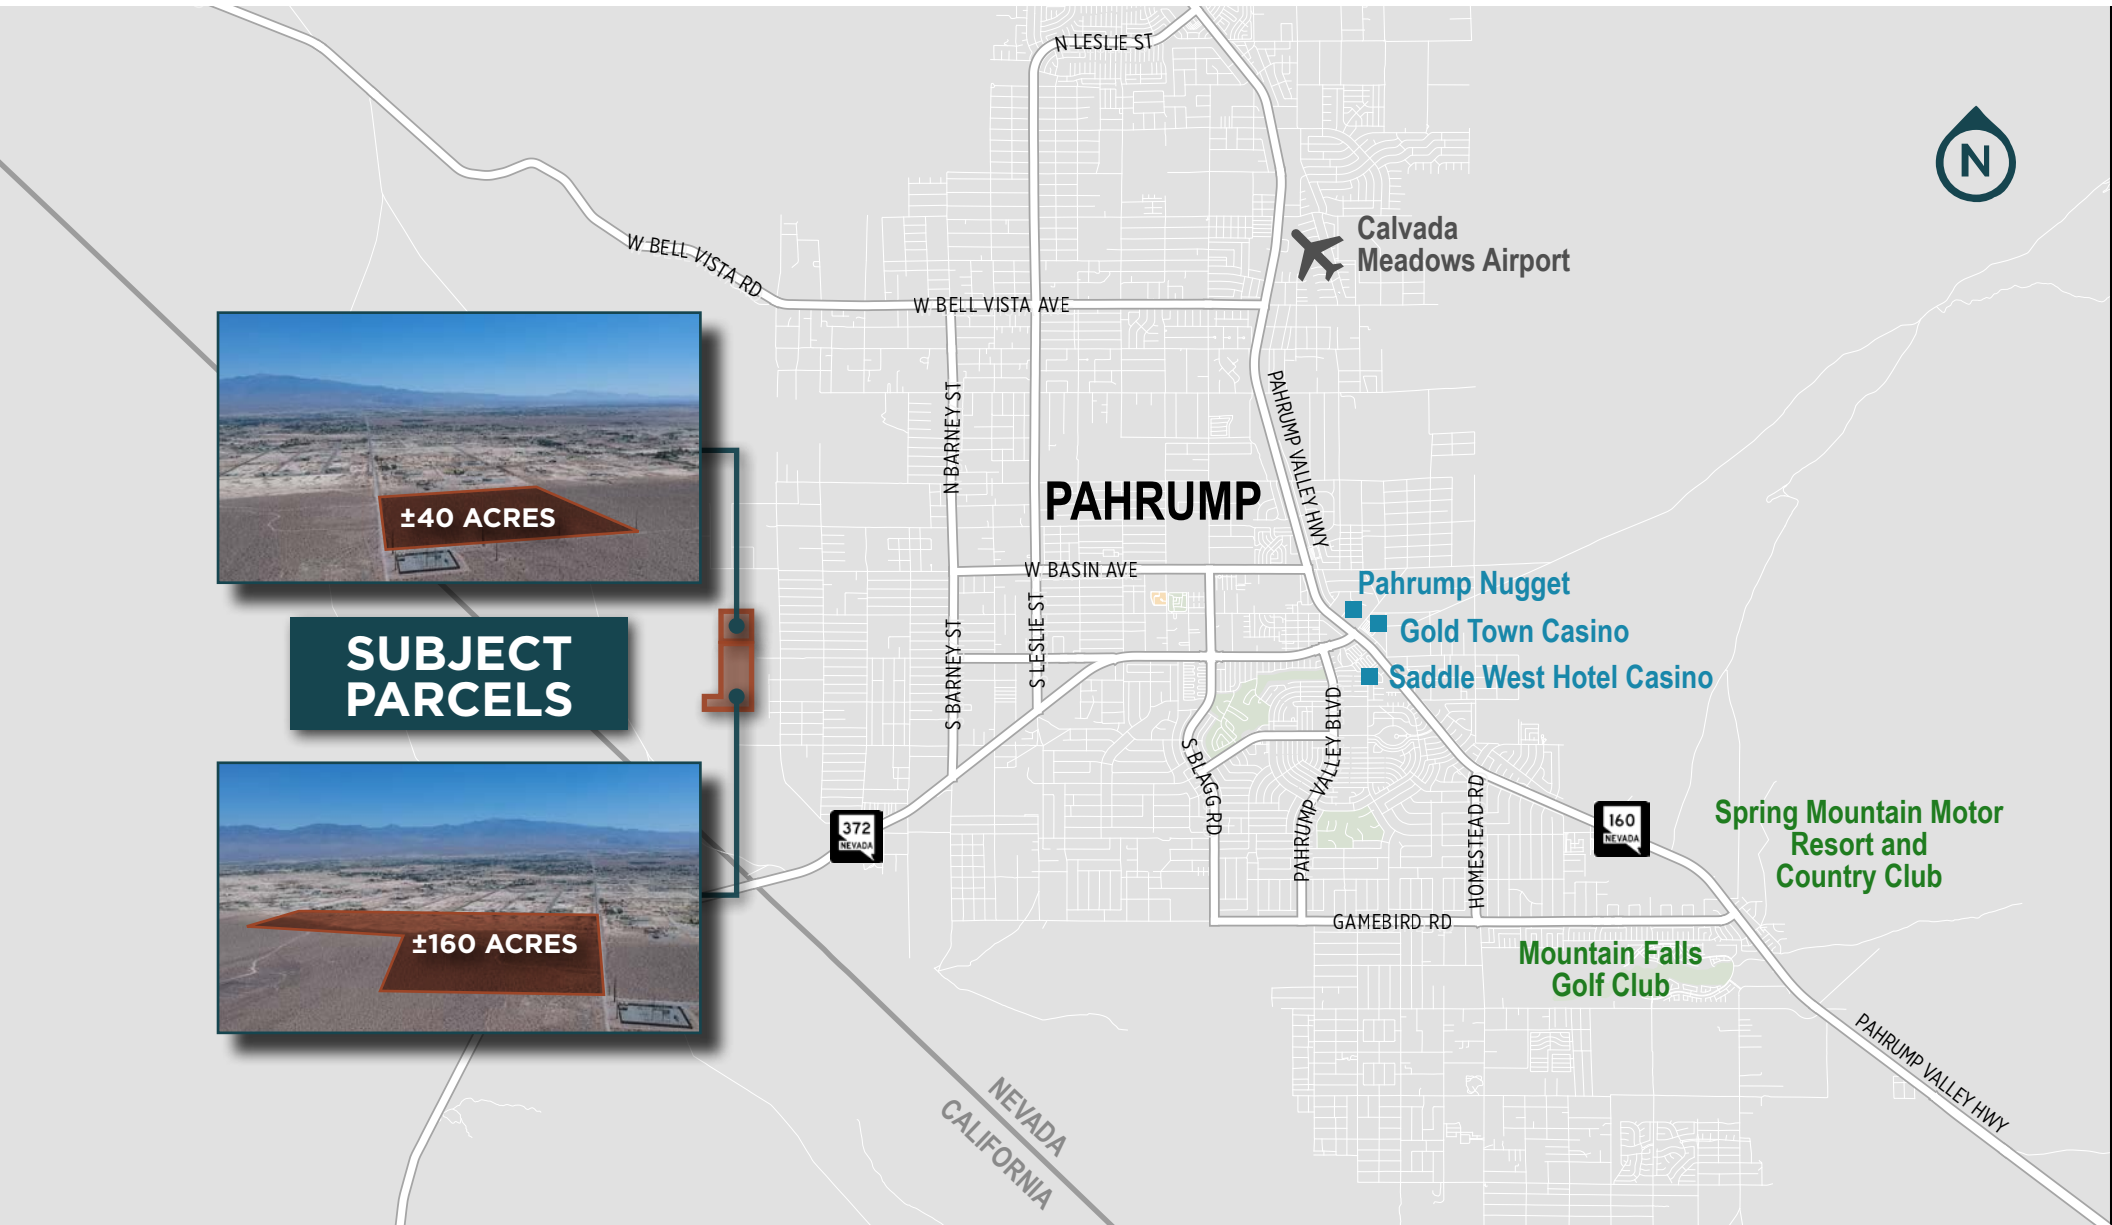 N LESLIE ST
N
Calvada
Meadows Airport
W BELL VISTA RD
W BELL VISTA AVE
PAHRUMP VALLEY HWY
N BARNEY ST
PAHRUMP
±40 ACRES
W BASIN AVE
Pahrump Nugget
Gold Town Casino
Saddle West Hotel Casino
SUBJECT
PARCELS
S LESLIE ST
S BARNEY ST
S BLAGG RD
PAHRUMP VALLEY BLVD
HOMESTEAD RD
372
NEVADA
160
NEVADA
Spring Mountain Motor
Resort and
Country Club
±160 ACRES
GAMEBIRD RD
Mountain Falls
Golf Club
PAHRUMP VALLEY HWY
NEVADA
CALIFORNIA